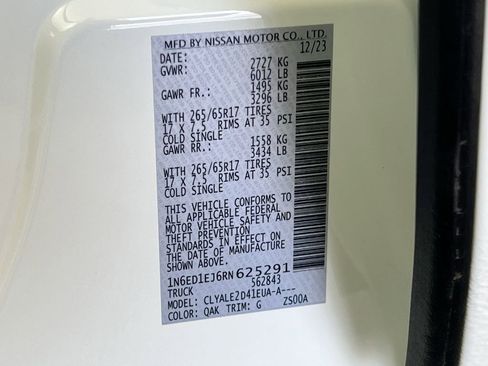 MFD BY NISSAN MOTOR CO., LTD.
DATE: 12/23
GVWR: 2727 KG
6012 LB
GAWR FR.: 1495 KG
3296 LB
WITH 265/65R17 TIRES
17 X 7.5 RIMS AT 35 PSI
COLD SINGLE
GAWR RR.: 1558 KG
3434 LB
WITH 265/65R17 TIRES
17 X 7.5 RIMS AT 35 PSI
COLD SINGLE
THIS VEHICLE CONFORMS TO
ALL APPLICABLE FEDERAL
MOTOR VEHICLE SAFETY AND
THEFT PREVENTION
STANDARDS IN EFFECT ON
THE DATE OF MANUFACTURE
SHOWN ABOVE.
1N6ED1EJ6RN625291
TRUCK 562843
MODEL: CLYALE2D41EUA-A---
COLOR: QAK TRIM: G ZS00A